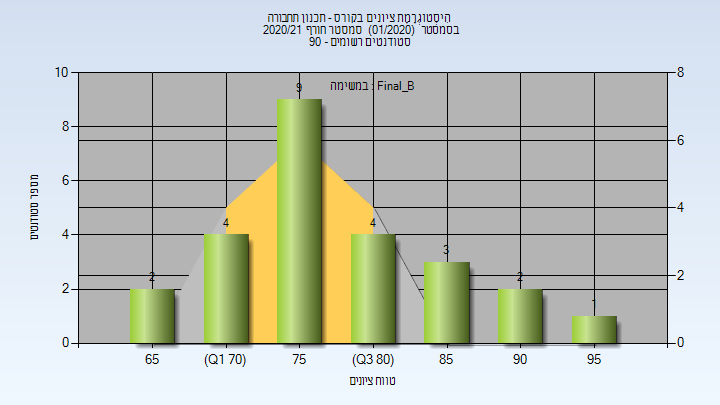 היסטוגרמת ציונים בקורס - תכנון תחבורה
בסמסטר (01/2020) סמסטר חורף 2020/21
סטודנטים רשומים - 90
במשימה : Final_B
10
8
6
4
2
0
8
6
4
2
0
מספר סטודנטים
2
4
9
4
3
2
1
65
(Q1 70)
75
(Q3 80)
85
90
95
טווח ציונים